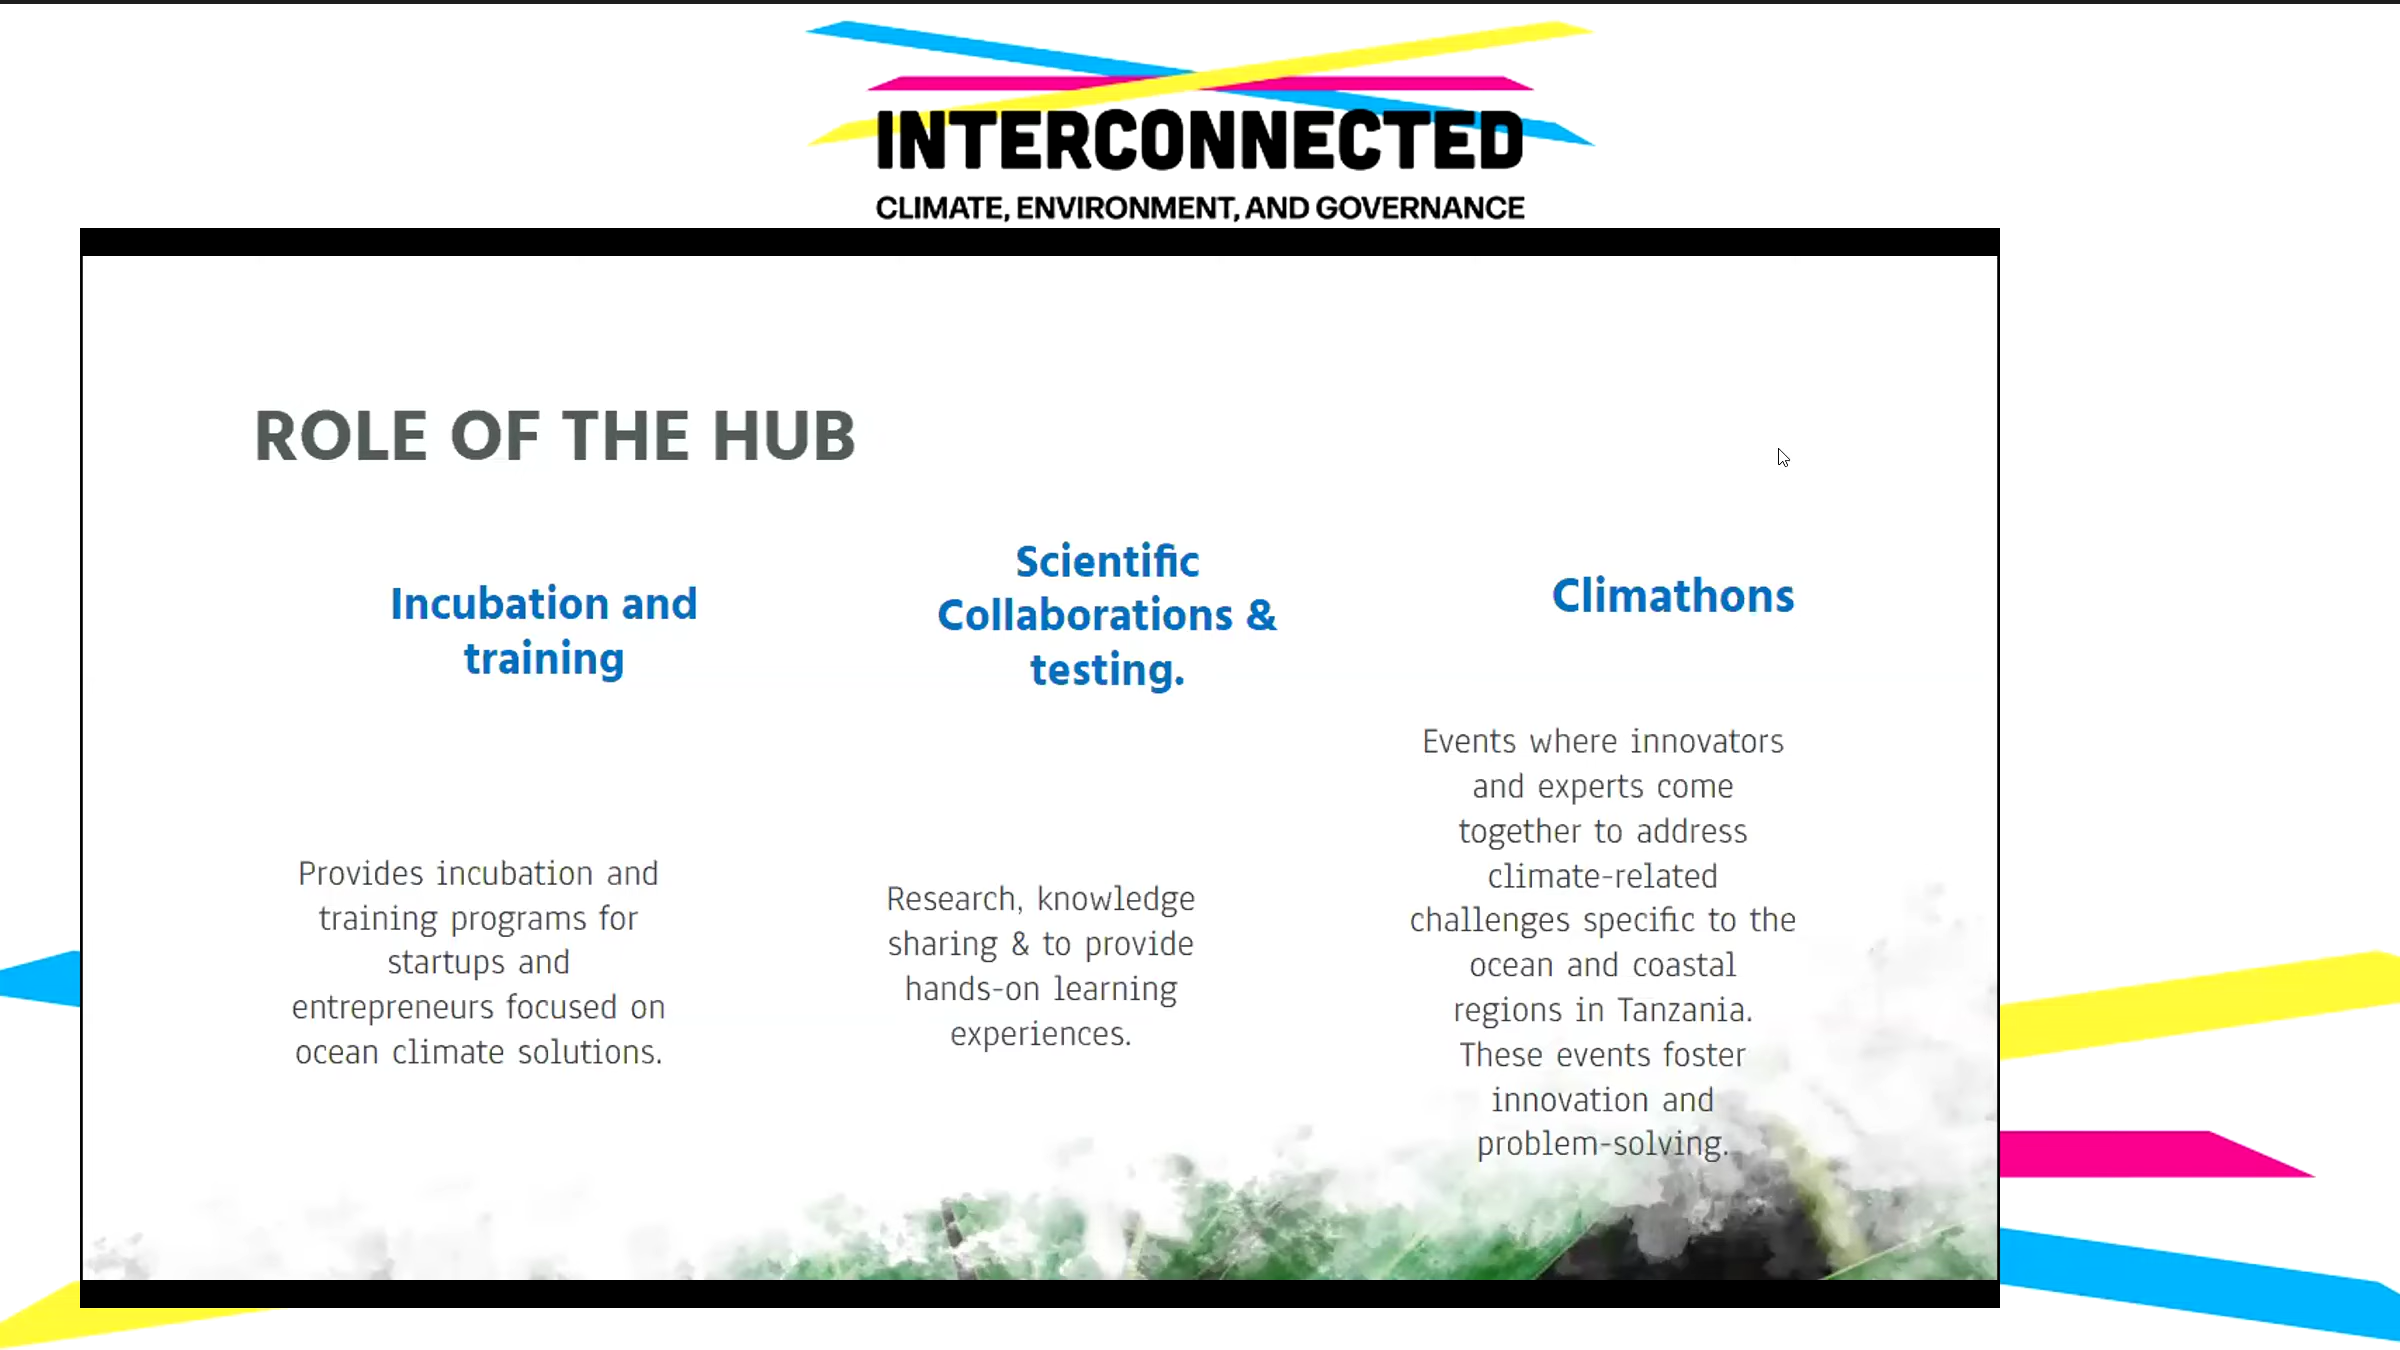 INTERCONNECTED
CLIMATE, ENVIRONMENT, AND GOVERNANCE
ROLE OF THE HUB
Incubation and
training
Provides incubation and
training programs for
startups and
entrepreneurs focused on
ocean climate solutions.
Scientific
Collaborations &
testing.
Research, knowledge
sharing & to provide
hands-on learning
experiences.
Climathons
Events where innovators
and experts come
together to address
climate-related
challenges specific to the
ocean and coastal
regions in Tanzania.
These events foster
innovation and
problem-solving.